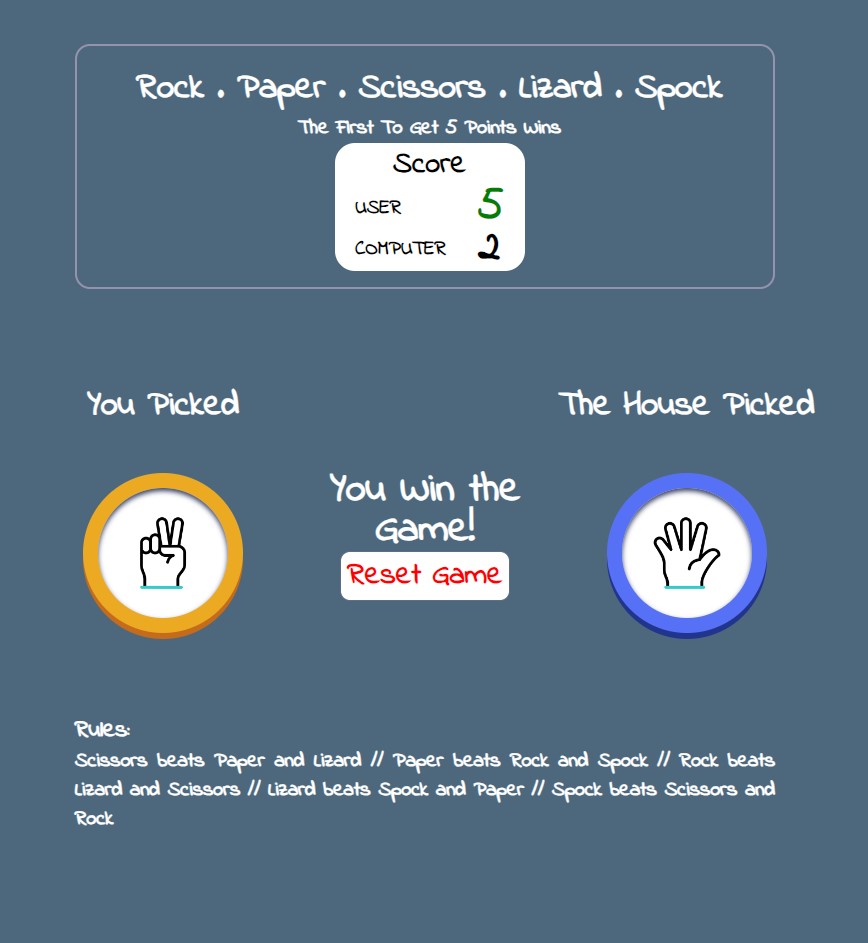 Rock . Paper . Scissors . Lizard . Spock
The First To Get 5 Points Wins
Score
USER 5
COMPUTER 2
You Picked
The House Picked
You Win the
Game!
Reset Game
Rules:
Scissors beats Paper and Lizard // Paper beats Rock and Spock // Rock beats
Lizard and Scissors // Lizard beats Spock and Paper // Spock beats Scissors and
Rock